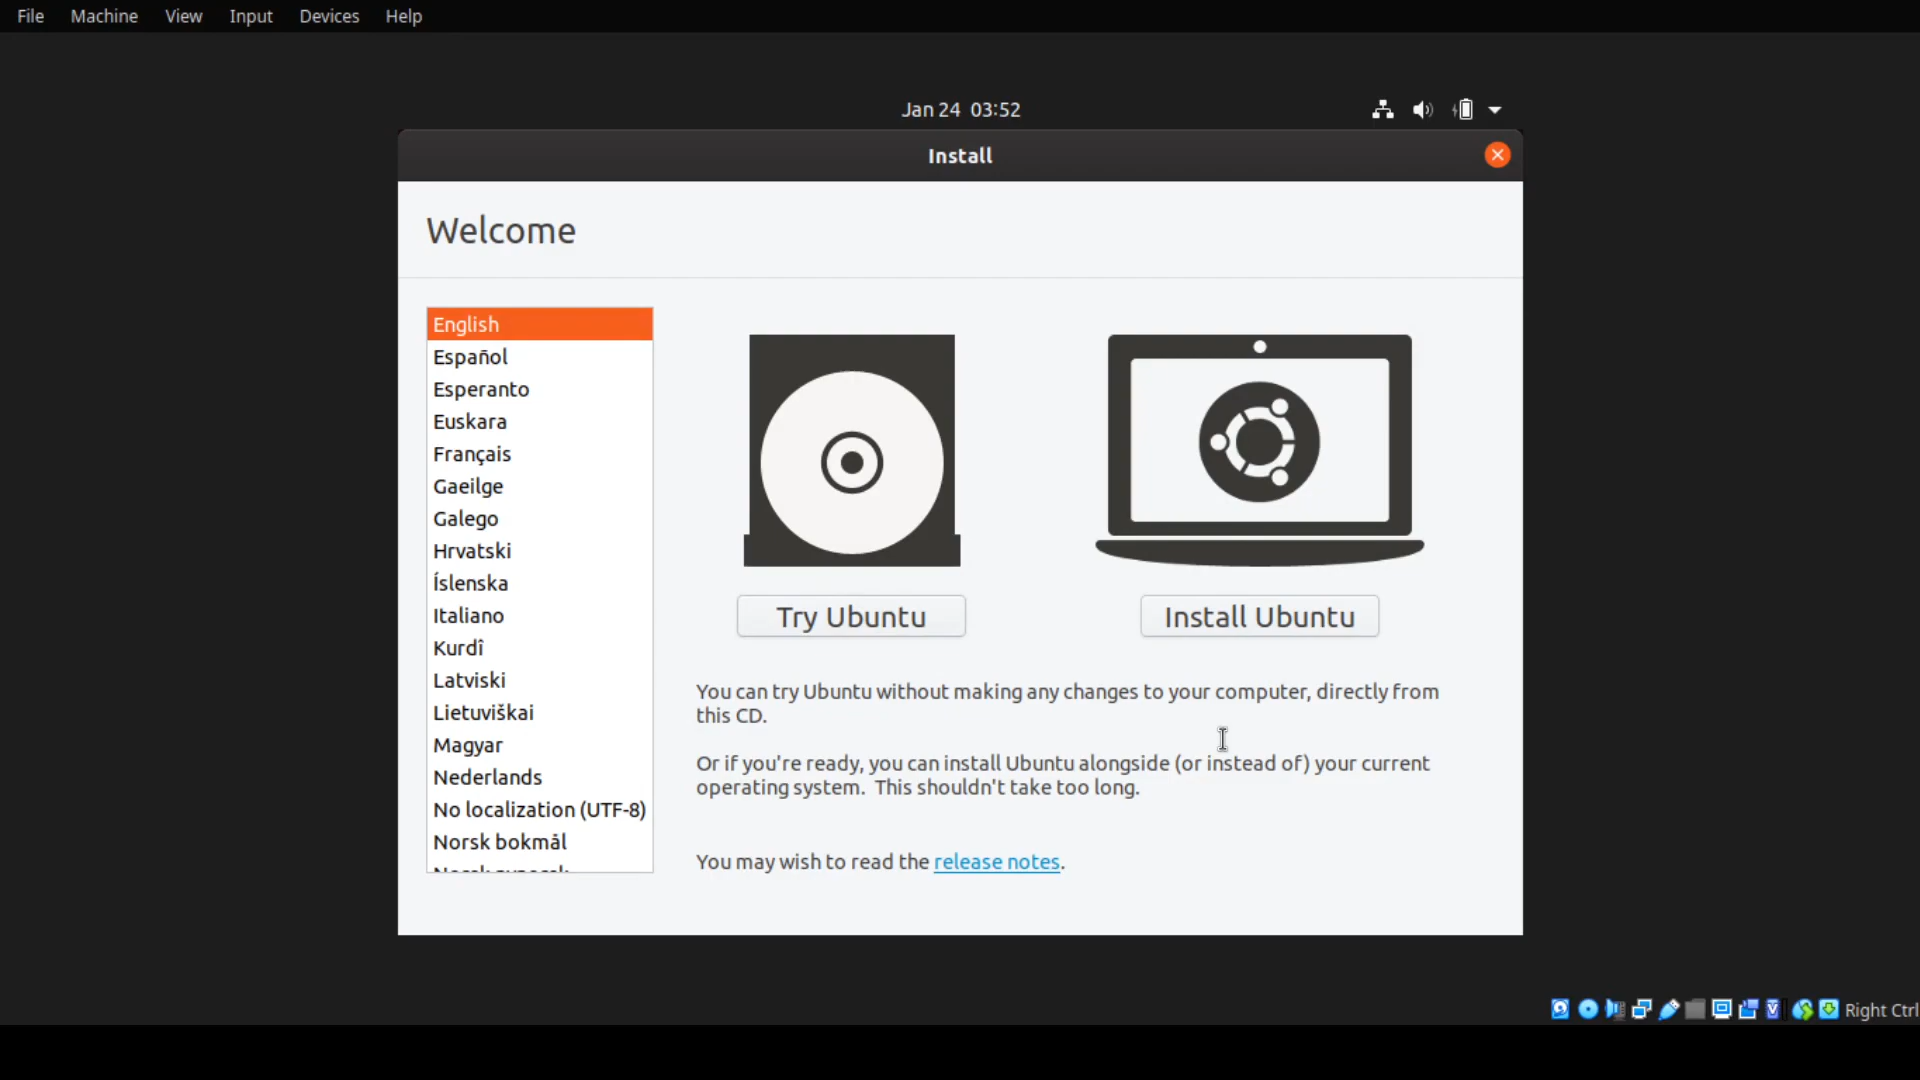 File Machine View Input Devices Help
Jan 24 03:52
Install
Welcome
English
Español
Esperanto
Euskara
Français
Gaeilge
Galego
Hrvatski
Íslenska
Italiano
Kurdî
Latviski
Lietuviškai
Magyar
Nederlands
No localization (UTF-8)
Norsk bokmål
Try Ubuntu
Install Ubuntu
You can try Ubuntu without making any changes to your computer, directly from
this CD.
Or if you're ready, you can install Ubuntu alongside (or instead of) your current
operating system. This shouldn't take too long.
You may wish to read the release notes.
Right Ctrl